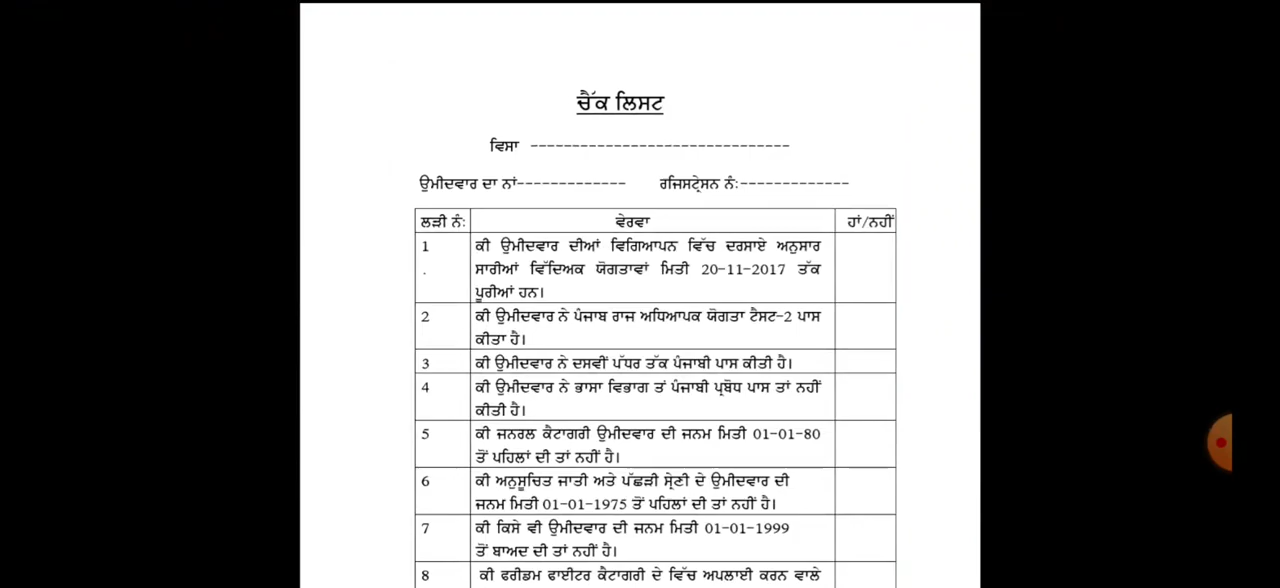 ਚੈੱਕ ਲਿਸਟ
ਵਿਸਾ -------------------------------
ਉਮੀਦਵਾਰ ਦਾ ਨਾਂ------------- ਰਜਿਸਟ੍ਰੇਸਨ ਨੰ:-------------
ਲੜੀ ਨੰ: ਵੇਰਵਾ ਹਾਂ/ਨਹੀਂ
1 ਕੀ ਉਮੀਦਵਾਰ ਦੀਆਂ ਵਿਗਿਆਪਨ ਵਿੱਚ ਦਰਸਾਏ ਅਨੁਸਾਰ
. ਸਾਰੀਆਂ ਵਿੱਦਿਅਕ ਯੋਗਤਾਵਾਂ ਮਿਤੀ 20-11-2017 ਤੱਕ
ਪੂਰੀਆਂ ਹਨ।
2 ਕੀ ਉਮੀਦਵਾਰ ਨੇ ਪੰਜਾਬ ਰਾਜ ਅਧਿਆਪਕ ਯੋਗਤਾ ਟੈਸਟ-2 ਪਾਸ
ਕੀਤਾ ਹੈ।
3 ਕੀ ਉਮੀਦਵਾਰ ਨੇ ਦਸਵੀਂ ਪੱਧਰ ਤੱਕ ਪੰਜਾਬੀ ਪਾਸ ਕੀਤੀ ਹੈ।
4 ਕੀ ਉਮੀਦਵਾਰ ਨੇ ਭਾਸਾ ਵਿਭਾਗ ਤਂ ਪੰਜਾਬੀ ਪ੍ਰਬੋਧ ਪਾਸ ਤਾਂ ਨਹੀਂ
ਕੀਤੀ ਹੈ।
5 ਕੀ ਜਨਰਲ ਕੈਟਾਗਰੀ ਉਮੀਦਵਾਰ ਦੀ ਜਨਮ ਮਿਤੀ 01-01-80
ਤੋਂ ਪਹਿਲਾਂ ਦੀ ਤਾਂ ਨਹੀਂ ਹੈ।
6 ਕੀ ਅਨੁਸੂਚਿਤ ਜਾਤੀ ਅਤੇ ਪੱਛੜੀ ਸ੍ਰੇਣੀ ਦੇ ਉਮੀਦਵਾਰ ਦੀ
ਜਨਮ ਮਿਤੀ 01-01-1975 ਤੋਂ ਪਹਿਲਾਂ ਦੀ ਤਾਂ ਨਹੀਂ ਹੈ।
7 ਕੀ ਕਿਸੇ ਵੀ ਉਮੀਦਵਾਰ ਦੀ ਜਨਮ ਮਿਤੀ 01-01-1999
ਤੋਂ ਬਾਅਦ ਦੀ ਤਾਂ ਨਹੀਂ ਹੈ।
8 ਕੀ ਫਰੀਡਮ ਫਾਈਟਰ ਕੈਟਾਗਰੀ ਦੇ ਵਿੱਚ ਅਪਲਾਈ ਕਰਨ ਵਾਲੇ